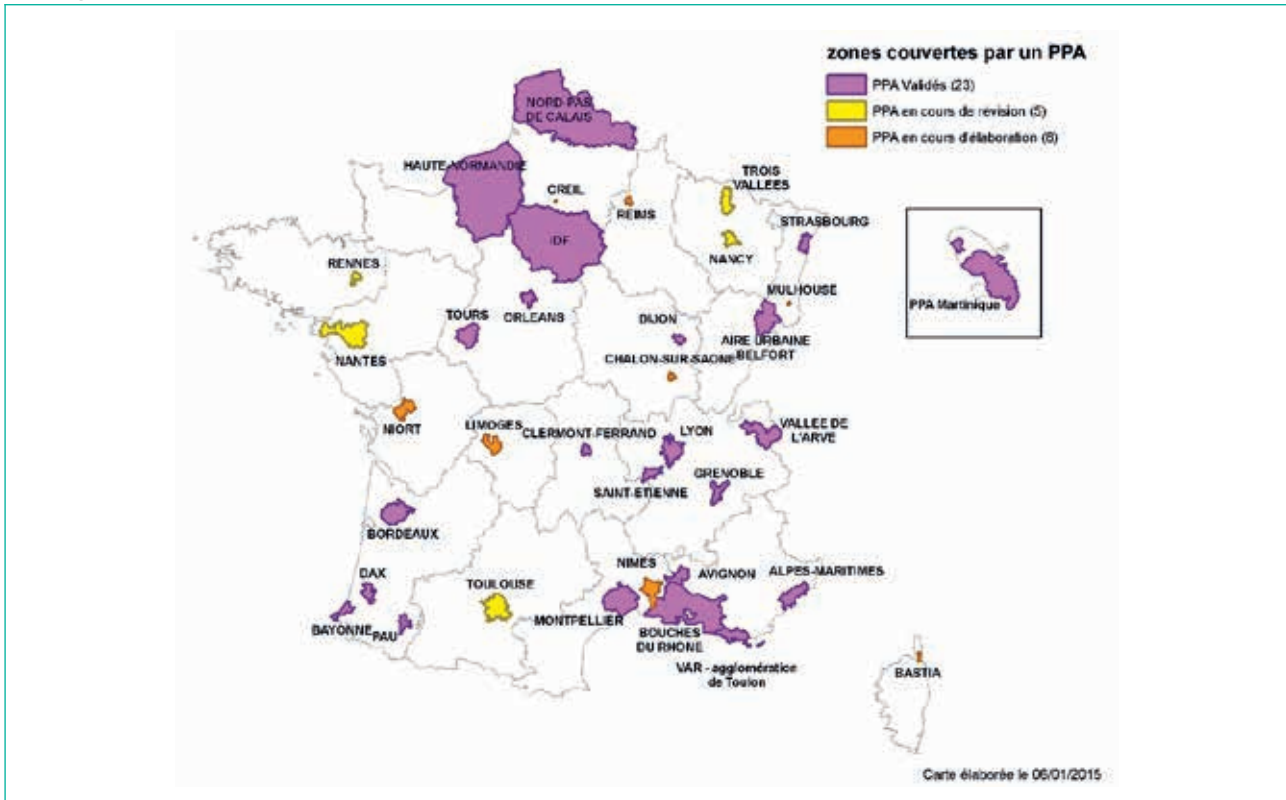 zones couvertes par un PPA
PPA Validés (23)
PPA en cours de révision (5)
PPA en cours d'élaboration (8)
NORD-PAS
DE CALAIS
HAUTE-NORMANDIE
CREIL
REIMS
TROIS
VALLEES
STRASBOURG
IDF
NANCY
RENNES
MULHOUSE
PPA Martinique
TOURS
ORLEANS
DIJON
AIRE URBAINE
BELFORT
NANTES
CHALON-SUR-SAONE
NIORT
LIMOGES
CLERMONT-FERRAND
LYON
VALLEE DE
L'ARVE
GRENOBLE
SAINT-ETIENNE
BORDEAUX
NIMES
AVIGNON
ALPES-MARITIMES
DAX
TOULOUSE
BAYONNE
PAU
MONTPELLIER
BOUCHES
DU RHONE
VAR - agglomération
de Toulon
BASTIA
Carte élaborée le 06/01/2015